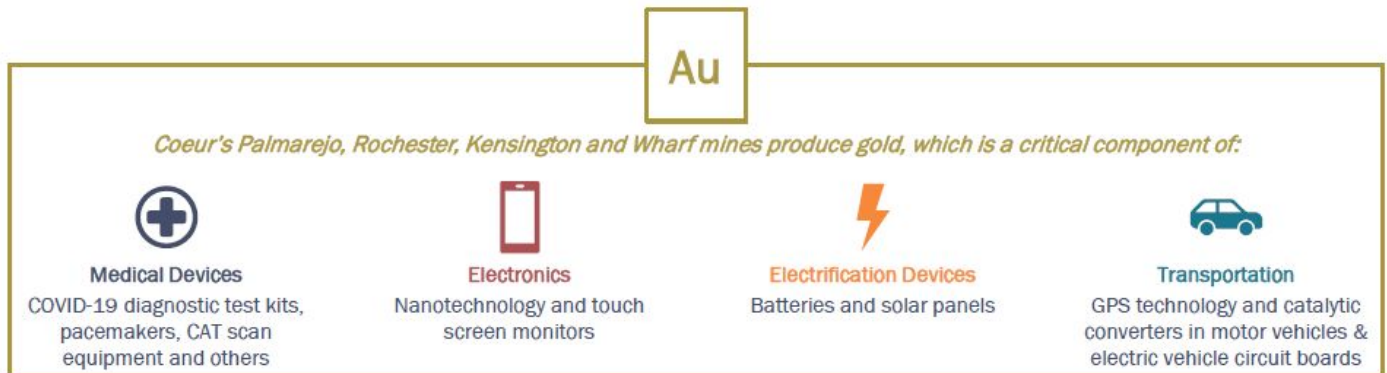 Au
Coeur's Palmarejo, Rochester, Kensington and Wharf mines produce gold, which is a critical component of:
Medical Devices
COVID-19 diagnostic test kits,
pacemakers, CAT scan
equipment and others
Electronics
Nanotechnology and touch
screen monitors
Electrification Devices
Batteries and solar panels
Transportation
GPS technology and catalytic
converters in motor vehicles &
electric vehicle circuit boards